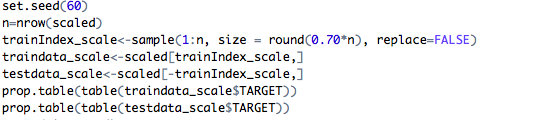 set.seed(60)
n=nrow(scaled)
trainIndex_scale<-sample(1:n, size = round(0.70*n), replace=FALSE)
traindata_scale<-scaled[trainIndex_scale,]
testdata_scale<-scaled[-trainIndex_scale,]
prop.table(table(traindata_scale$TARGET))
prop.table(table(testdata_scale$TARGET))